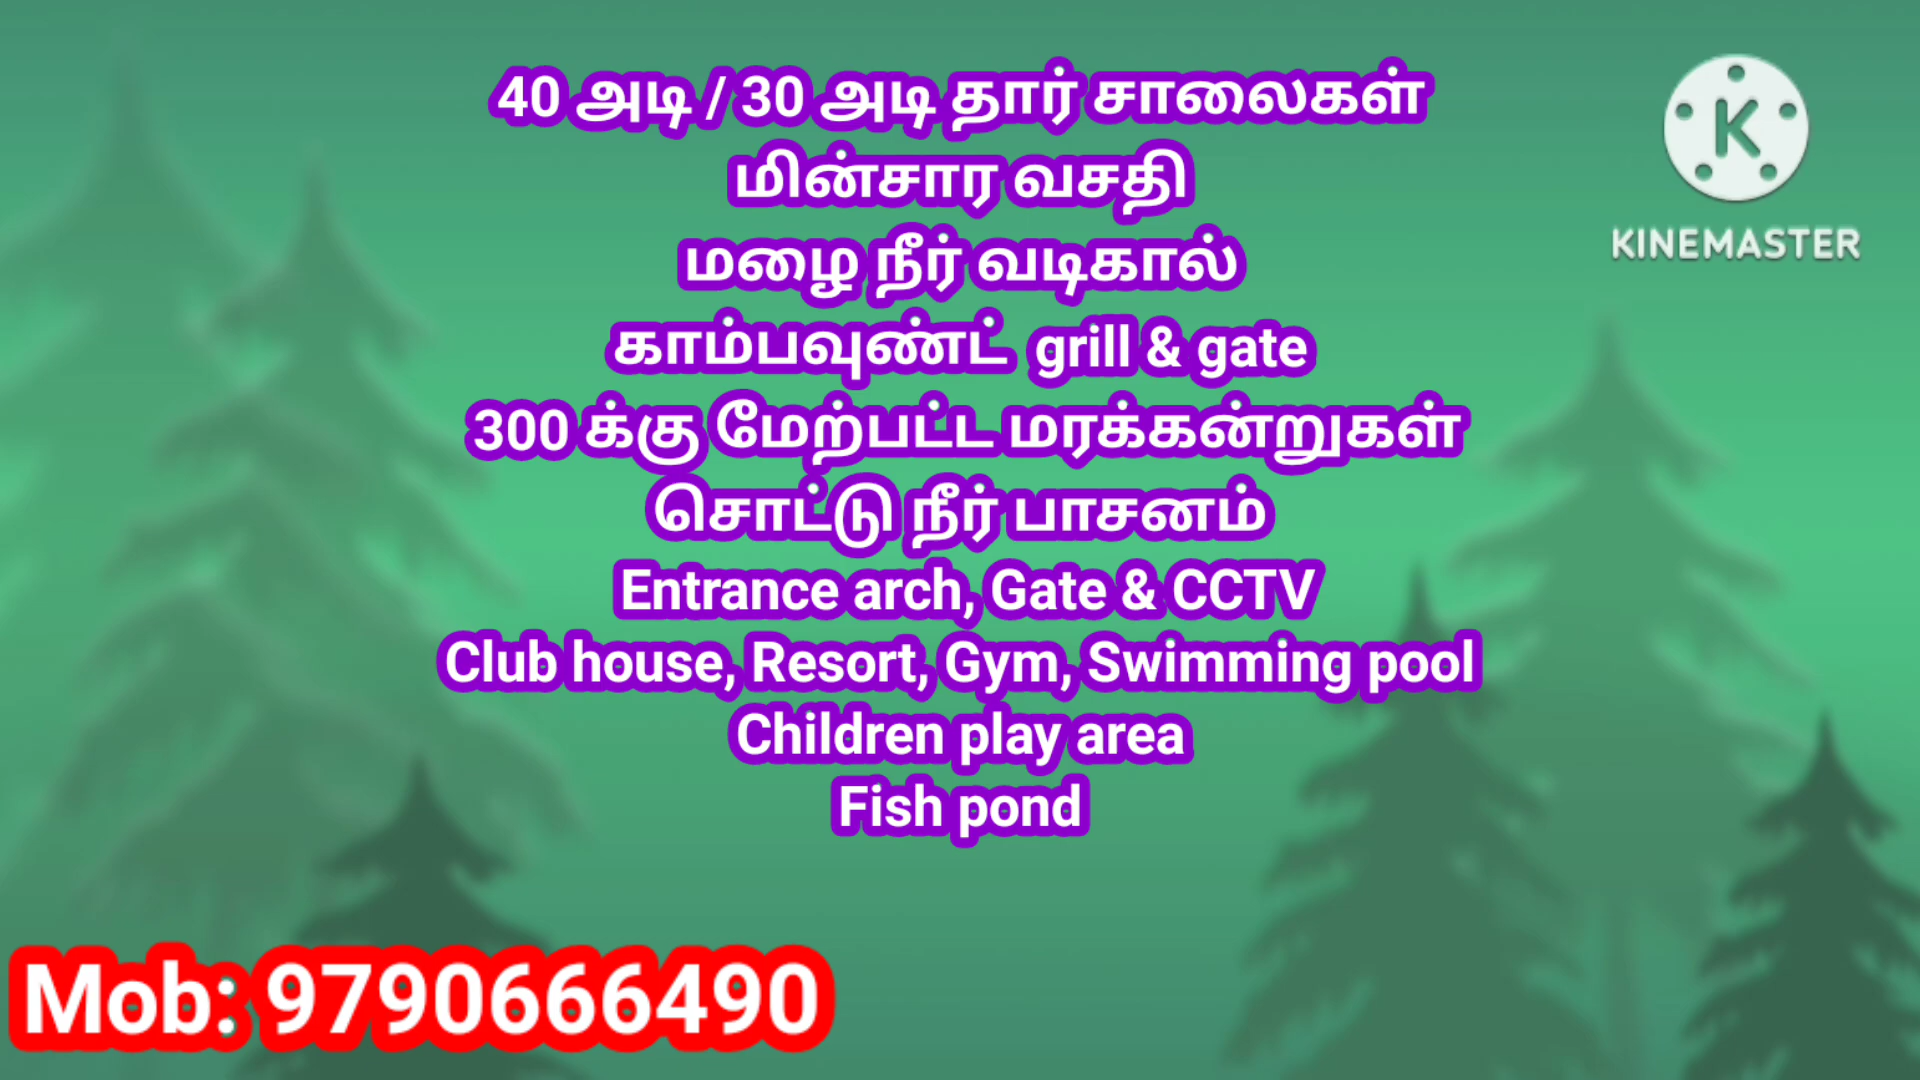 40 அடி / 30 அடி தார் சாலைகள்
மின்சார வசதி
மழை நீர் வடிகால்
காம்பவுண்ட் grill & gate
300 க்கு மேற்பட்ட மரக்கன்றுகள்
சொட்டு நீர் பாசனம்
Entrance arch, Gate & CCTV
Club house, Resort, Gym, Swimming pool
Children play area
Fish pond
K
KINEMASTER
Mob: 9790666490